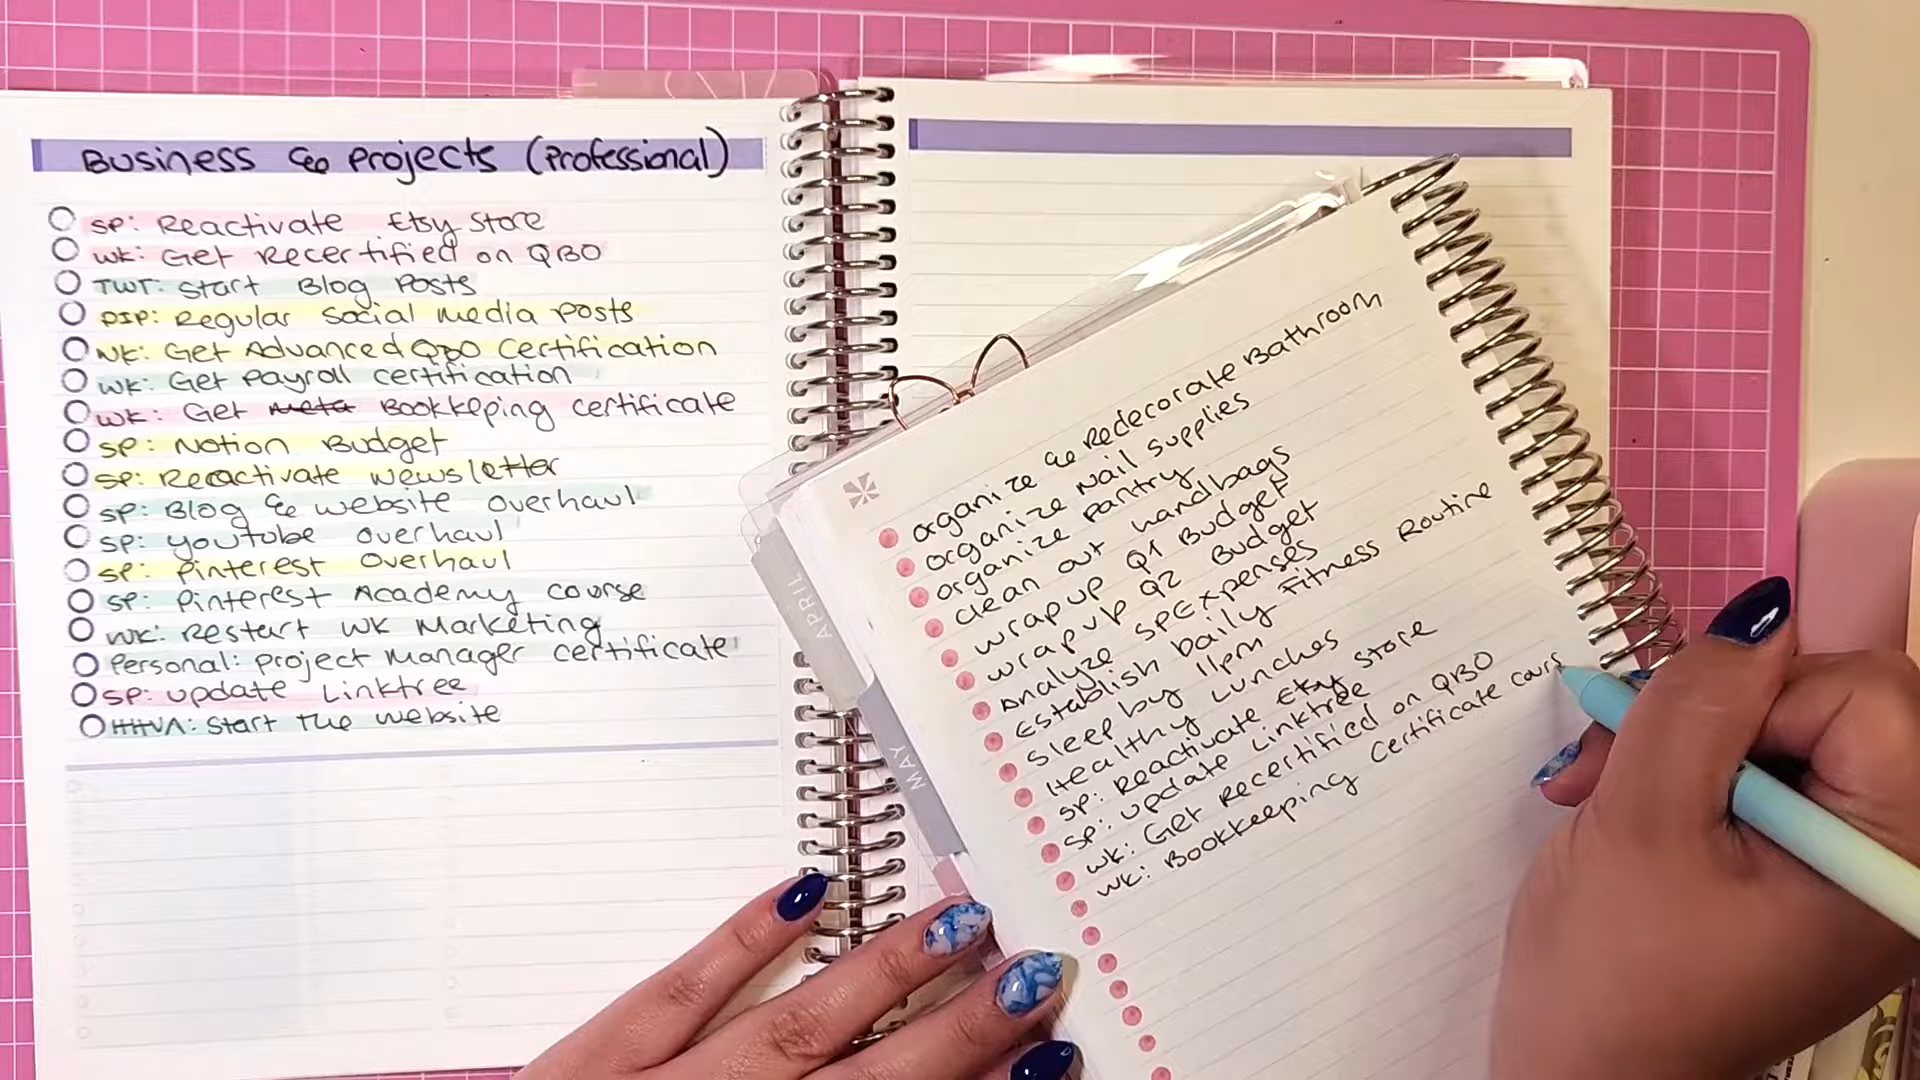 Business & Projects (Professional)
SP: Reactivate Etsy Store
WK: Get Recertified on QBO
TWT: Start Blog Posts
PIP: Regular Social Media Posts
WK: Get Advanced QBO Certification
WK: Get Payroll certification
WK: Get Meta Bookkeping certificate
SP: Notion Budget
SP: Reactivate Newsletter
SP: Blog & website overhaul
SP: Youtube overhaul
SP: Pinterest Overhaul
SP: Pinterest Academy course
WK: Restart WK Marketing
Personal: Project Manager certificate
SP: Update Linktree
HHVA: Start the website
APRIL
MAY
organize & Redecorate Bathroom
organize Nail supplies
organize pantry
clean out handbags
wrap up Q1 Budget
wrap up Q2 Budget
Analyze SP Expenses
Establish Daily Fitness Routine
Sleep by 11pm
Healthy Lunches
SP: Reactivate Etsy Store
SP: Update Linktree
WK: Get Recertified on QBO
WK: Bookkeeping Certificate cours